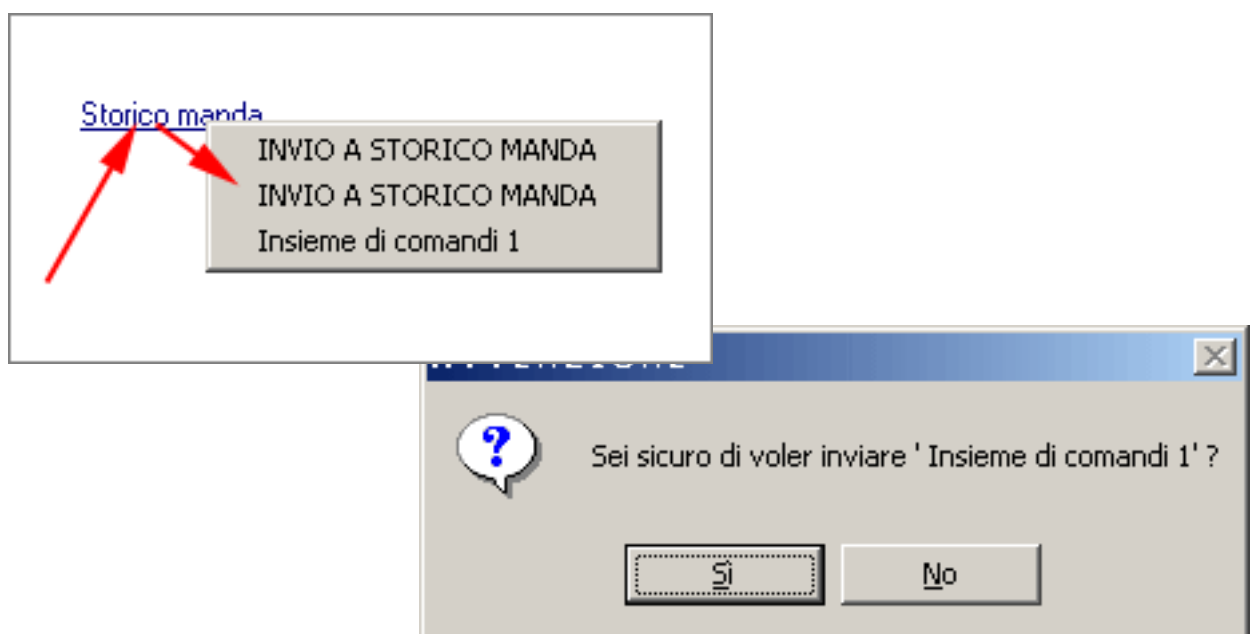 Storico manda
INVIO A STORICO MANDA
INVIO A STORICO MANDA
Insieme di comandi 1
Sei sicuro di voler inviare ' Insieme di comandi 1' ?
Sì
No